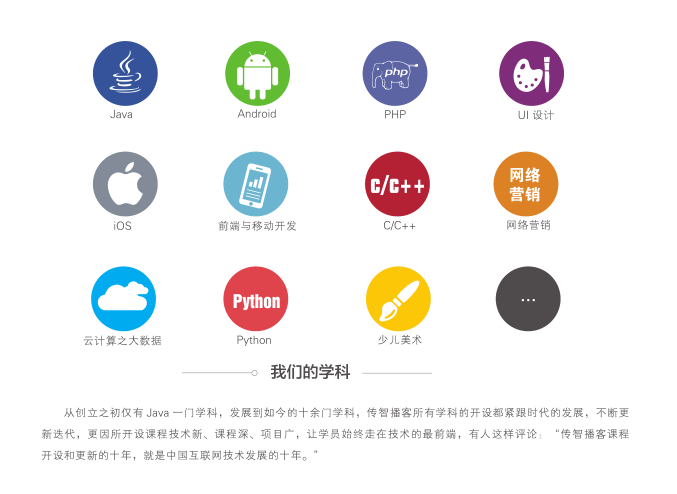 php
Java
Android
PHP
UI 设计
C/C++
网络
营销
iOS
前端与移动开发
C/C++
网络营销
Python
...
云计算之大数据
Python
少儿美术
我们的学科
从创立之初仅有 Java 一门学科，发展到如今的十余门学科，传智播客所有学科的开设都紧跟时代的发展，不断更
新迭代，更因所开设课程技术新、课程深、项目广，让学员始终走在技术的最前端，有人这样评论：“传智播客课程
开设和更新的十年，就是中国互联网技术发展的十年。”